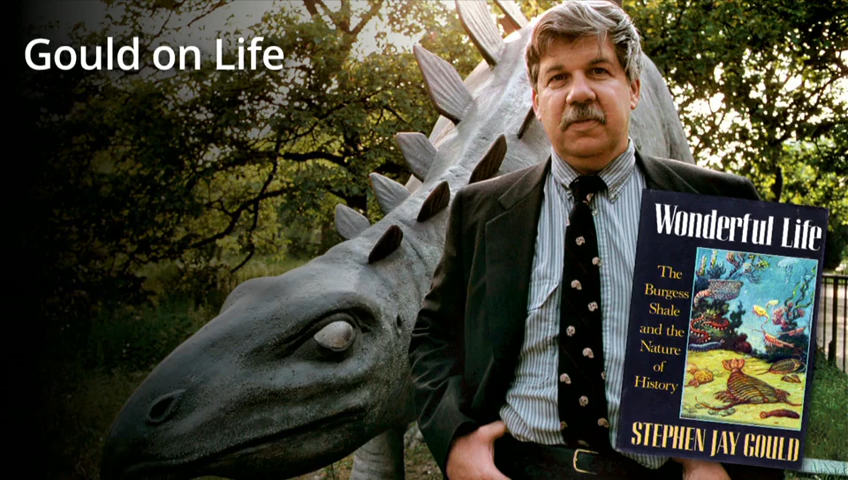 Gould on Life
Wonderful Life
The
Burgess
Shale
and the
Nature
of
History
STEPHEN JAY GOULD